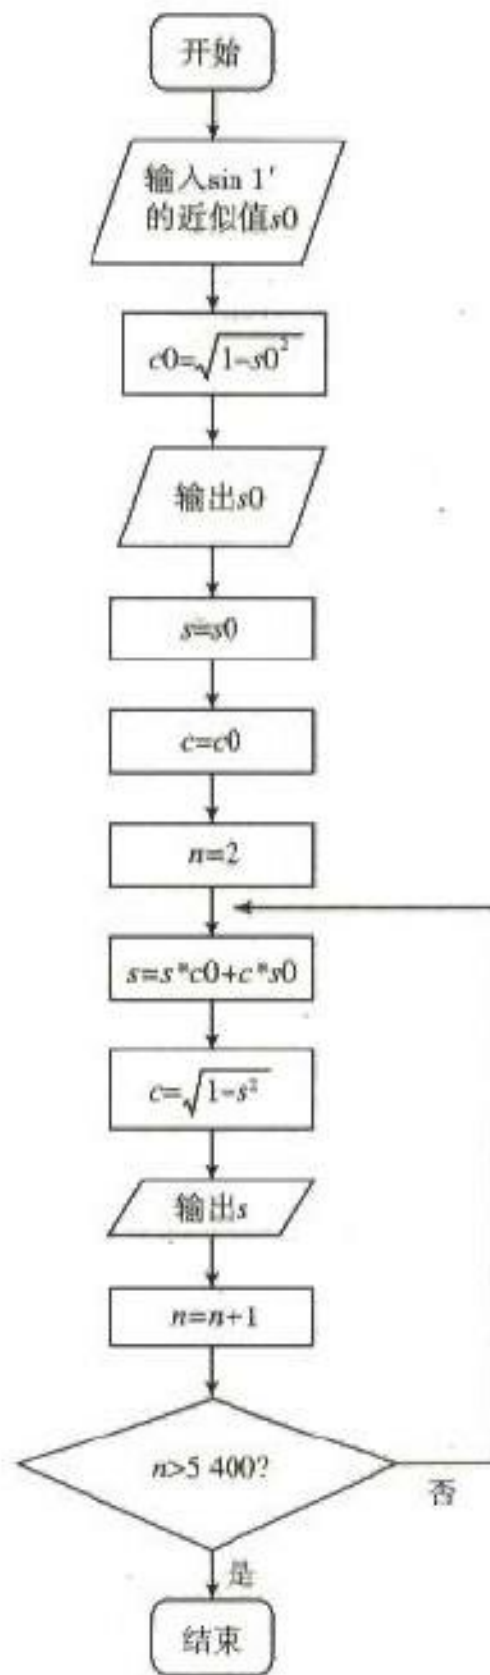 开始
输入sin 1′
的近似值s0
c0=√1-s0²
输出s0
s=s0
c=c0
n=2
s=s*c0+c*s0
c=√1-s²
输出s
n=n+1
n>5 400?
否
是
结束